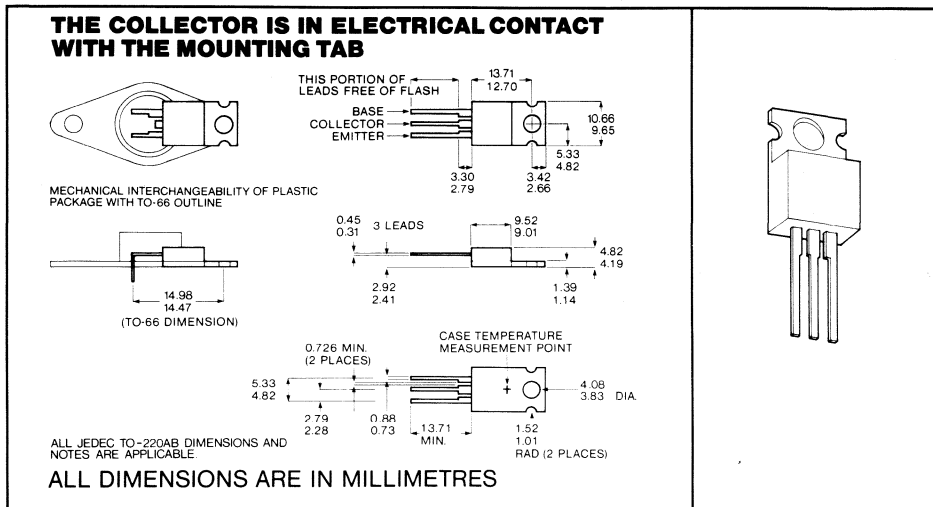 THE COLLECTOR IS IN ELECTRICAL CONTACT
WITH THE MOUNTING TAB
THIS PORTION OF
LEADS FREE OF FLASH
13.71
12.70
BASE
COLLECTOR
EMITTER
10.66
9.65
5.33
4.82
3.30
2.79
3.42
2.66
MECHANICAL INTERCHANGEABILITY OF PLASTIC
PACKAGE WITH TO-66 OUTLINE
0.45
0.31
3 LEADS
9.52
9.01
4.82
4.19
2.92
2.41
1.39
1.14
14.98
14.47
(TO-66 DIMENSION)
0.726 MIN.
(2 PLACES)
CASE TEMPERATURE
MEASUREMENT POINT
5.33
4.82
4.08
3.83 DIA.
2.79
2.28
0.88
0.73
13.71
MIN.
1.52
1.01
RAD (2 PLACES)
ALL JEDEC TO-220AB DIMENSIONS AND
NOTES ARE APPLICABLE.
ALL DIMENSIONS ARE IN MILLIMETRES